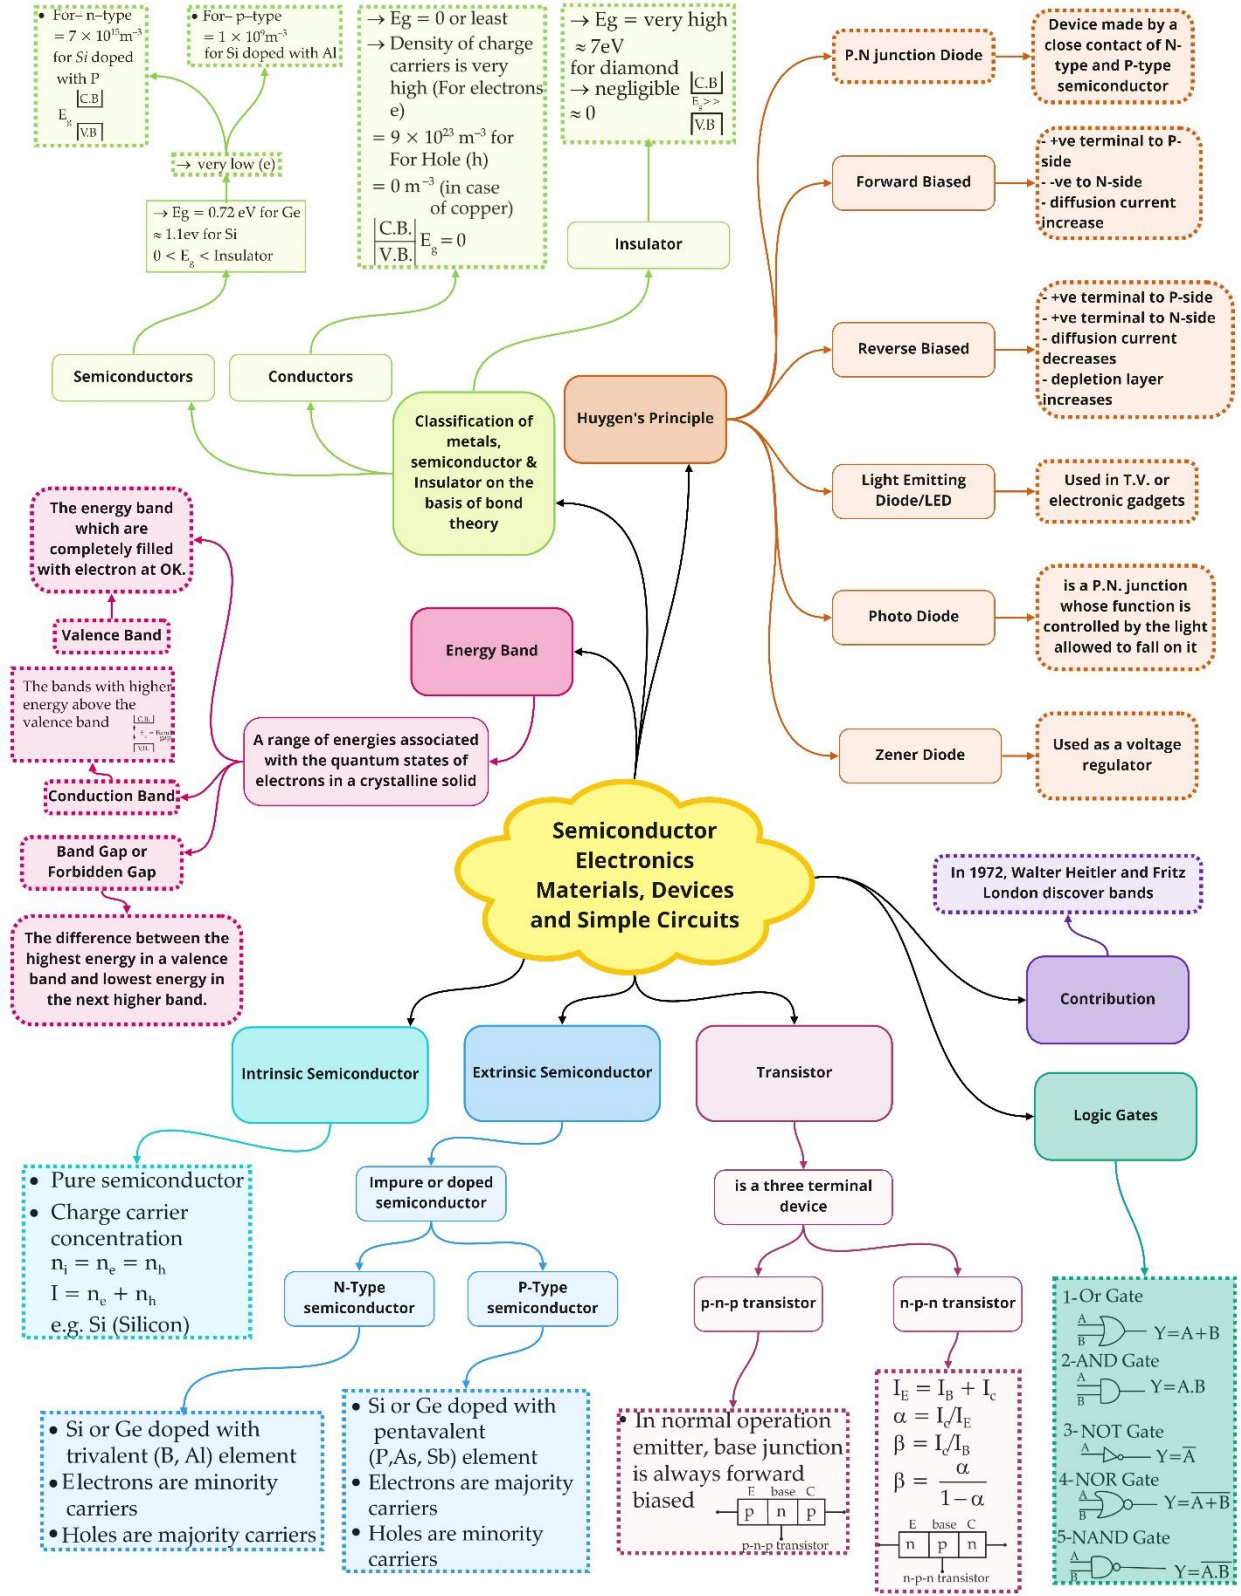 • For– n–type
= 7 × 10¹⁵m⁻³
for Si doped
with P
C.B
E_g
V.B
• For– p–type
= 1 × 10⁹m⁻³
for Si doped with Al
→ very low (e)
→ Eg = 0.72 eV for Ge
≈ 1.1ev for Si
0 < E_g < Insulator
Semiconductors
→ Eg = 0 or least
→ Density of charge
carriers is very
high (For electrons
e)
= 9 × 10²³ m⁻³ for
For Hole (h)
= 0 m⁻³ (in case
of copper)
C.B.
V.B.
E_g = 0
Conductors
→ Eg = very high
≈ 7eV
for diamond
→ negligible
≈ 0
C.B
E_g >>
V.B
Insulator
Classification of
metals,
semiconductor &
Insulator on the
basis of bond
theory
Huygen's Principle
P.N junction Diode
Device made by a
close contact of N-
type and P-type
semiconductor
Forward Biased
- +ve terminal to P-
side
- -ve to N-side
- diffusion current
increase
Reverse Biased
- +ve terminal to P-side
- +ve terminal to N-side
- diffusion current
decreases
- depletion layer
increases
Light Emitting
Diode/LED
Used in T.V. or
electronic gadgets
Photo Diode
is a P.N. junction
whose function is
controlled by the light
allowed to fall on it
Zener Diode
Used as a voltage
regulator
Energy Band
A range of energies associated
with the quantum states of
electrons in a crystalline solid
The energy band
which are
completely filled
with electron at OK.
Valence Band
The bands with higher
energy above the
valence band
C.B.
E_g = Band
gap
Conduction Band
Band Gap or
Forbidden Gap
The difference between the
highest energy in a valence
band and lowest energy in
the next higher band.
Semiconductor
Electronics
Materials, Devices
and Simple Circuits
In 1972, Walter Heitler and Fritz
London discover bands
Contribution
Intrinsic Semiconductor
• Pure semiconductor
• Charge carrier
concentration
n_i = n_e = n_h
I = n_e + n_h
e.g. Si (Silicon)
Extrinsic Semiconductor
Impure or doped
semiconductor
N-Type
semiconductor
• Si or Ge doped with
trivalent (B, Al) element
• Electrons are minority
carriers
• Holes are majority carriers
P-Type
semiconductor
• Si or Ge doped with
pentavalent
(P,As, Sb) element
• Electrons are majority
carriers
• Holes are minority
carriers
Transistor
is a three terminal
device
p-n-p transistor
• In normal operation
emitter, base junction
is always forward
biased
E base C
p n p
p-n-p transistor
n-p-n transistor
I_E = I_B + I_c
α = I_c/I_E
β = I_c/I_B
β = α / 1 – α
E base C
n p n
n-p-n transistor
Logic Gates
1-Or Gate
A
B
Y=A+B
2-AND Gate
A
B
Y=A.B
3-NOT Gate
A
Y=A̅
4-NOR Gate
A
B
Y=A̅+̅B̅
5-NAND Gate
A
B
Y=A̅.̅B̅